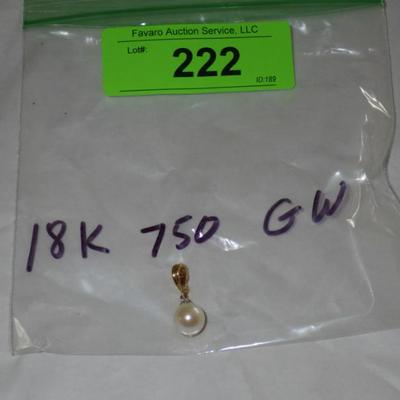 Favaro Auction Service, LLC
Lot#:
222
ID:189
18K 750 GW